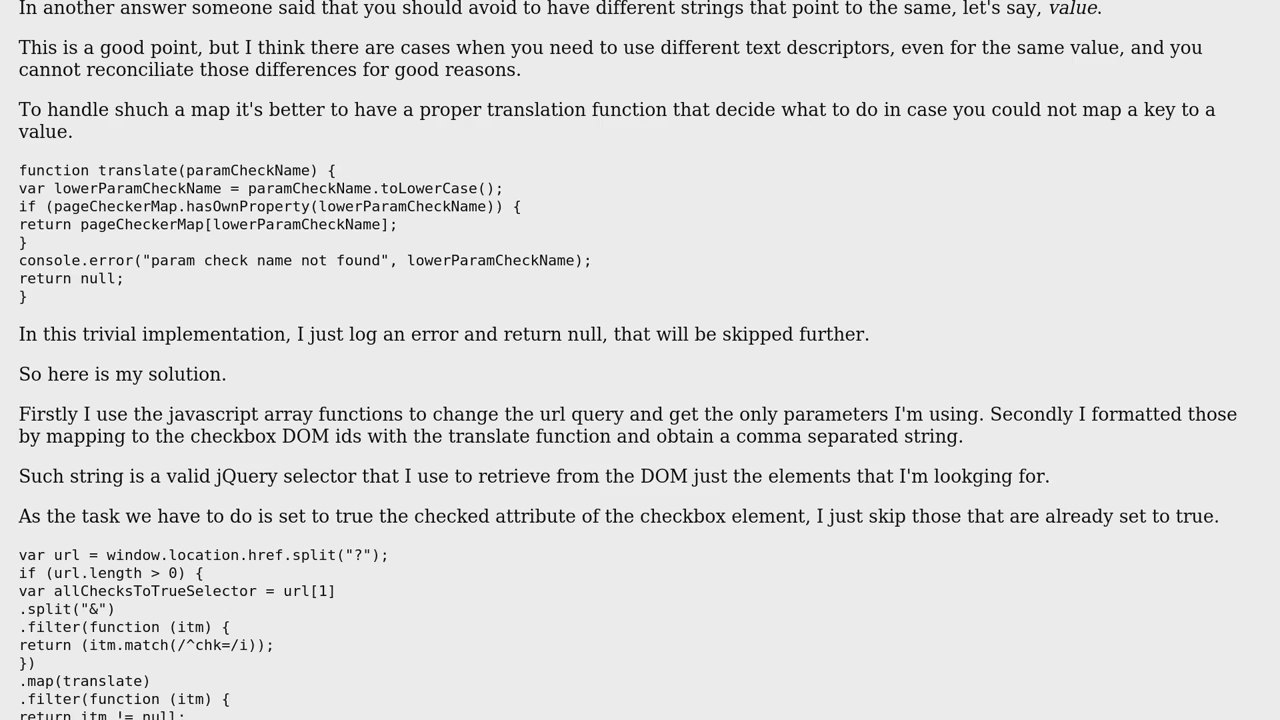 In another answer someone said that you should avoid to have different strings that point to the same, let's say, value.
This is a good point, but I think there are cases when you need to use different text descriptors, even for the same value, and you
cannot reconciliate those differences for good reasons.
To handle shuch a map it's better to have a proper translation function that decide what to do in case you could not map a key to a
value.
function translate(paramCheckName) {
var lowerParamCheckName = paramCheckName.toLowerCase();
if (pageCheckerMap.hasOwnProperty(lowerParamCheckName)) {
return pageCheckerMap[lowerParamCheckName];
}
console.error("param check name not found", lowerParamCheckName);
return null;
}
In this trivial implementation, I just log an error and return null, that will be skipped further.
So here is my solution.
Firstly I use the javascript array functions to change the url query and get the only parameters I'm using. Secondly I formatted those
by mapping to the checkbox DOM ids with the translate function and obtain a comma separated string.
Such string is a valid jQuery selector that I use to retrieve from the DOM just the elements that I'm lookging for.
As the task we have to do is set to true the checked attribute of the checkbox element, I just skip those that are already set to true.
var url = window.location.href.split("?");
if (url.length > 0) {
var allChecksToTrueSelector = url[1]
.split("&")
.filter(function (itm) {
return (itm.match(/^chk=/i));
})
.map(translate)
.filter(function (itm) {
return itm != null;